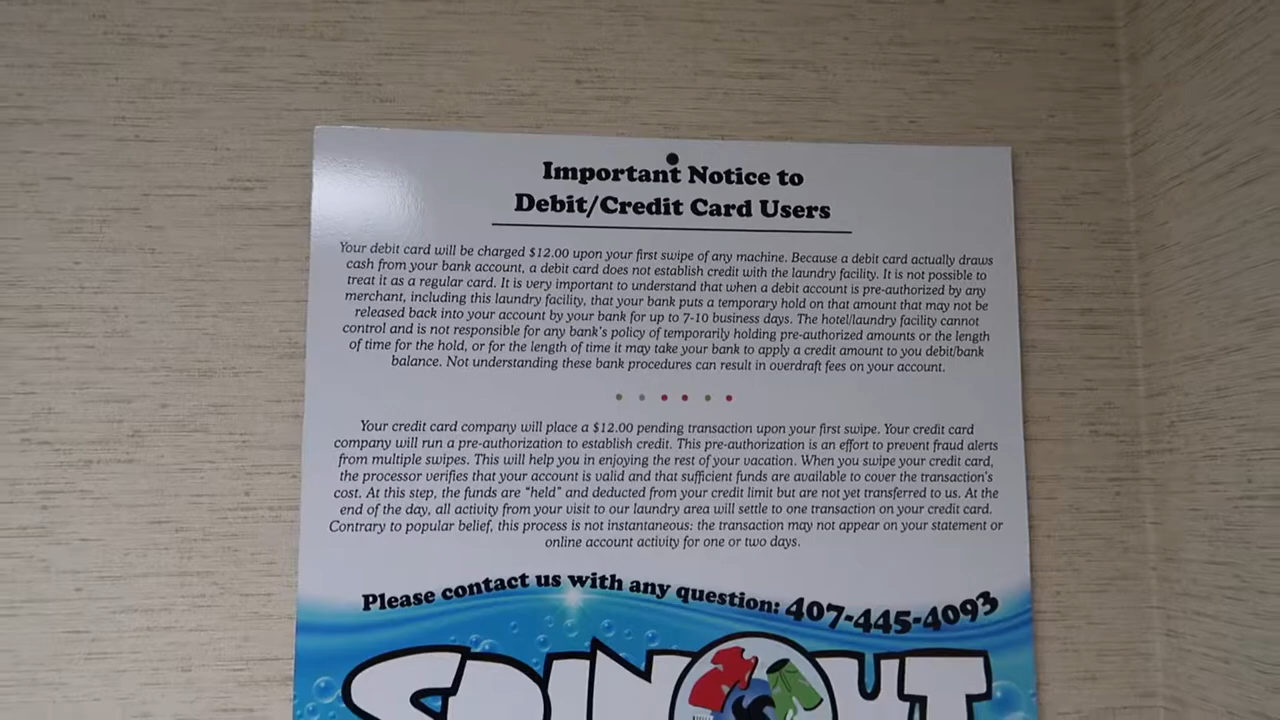 Important Notice to
Debit/Credit Card Users
Your debit card will be charged $12.00 upon your first swipe of any machine. Because a debit card actually draws
cash from your bank account, a debit card does not establish credit with the laundry facility. It is not possible to
treat it as a regular card. It is very important to understand that when a debit account is pre-authorized by any
merchant, including this laundry facility, that your bank puts a temporary hold on that amount that may not be
released back into your account by your bank for up to 7-10 business days. The hotel/laundry facility cannot
control and is not responsible for any bank's policy of temporarily holding pre-authorized amounts or the length
of time for the hold, or for the length of time it may take your bank to apply a credit amount to you debit/bank
balance. Not understanding these bank procedures can result in overdraft fees on your account.
Your credit card company will place a $12.00 pending transaction upon your first swipe. Your credit card
company will run a pre-authorization to establish credit. This pre-authorization is an effort to prevent fraud alerts
from multiple swipes. This will help you in enjoying the rest of your vacation. When you swipe your credit card,
the processor verifies that your account is valid and that sufficient funds are available to cover the transaction's
cost. At this step, the funds are "held" and deducted from your credit limit but are not yet transferred to us. At the
end of the day, all activity from your visit to our laundry area will settle to one transaction on your credit card.
Contrary to popular belief, this process is not instantaneous: the transaction may not appear on your statement or
online account activity for one or two days.
Please contact us with any question: 407-445-4093
SPINOUT